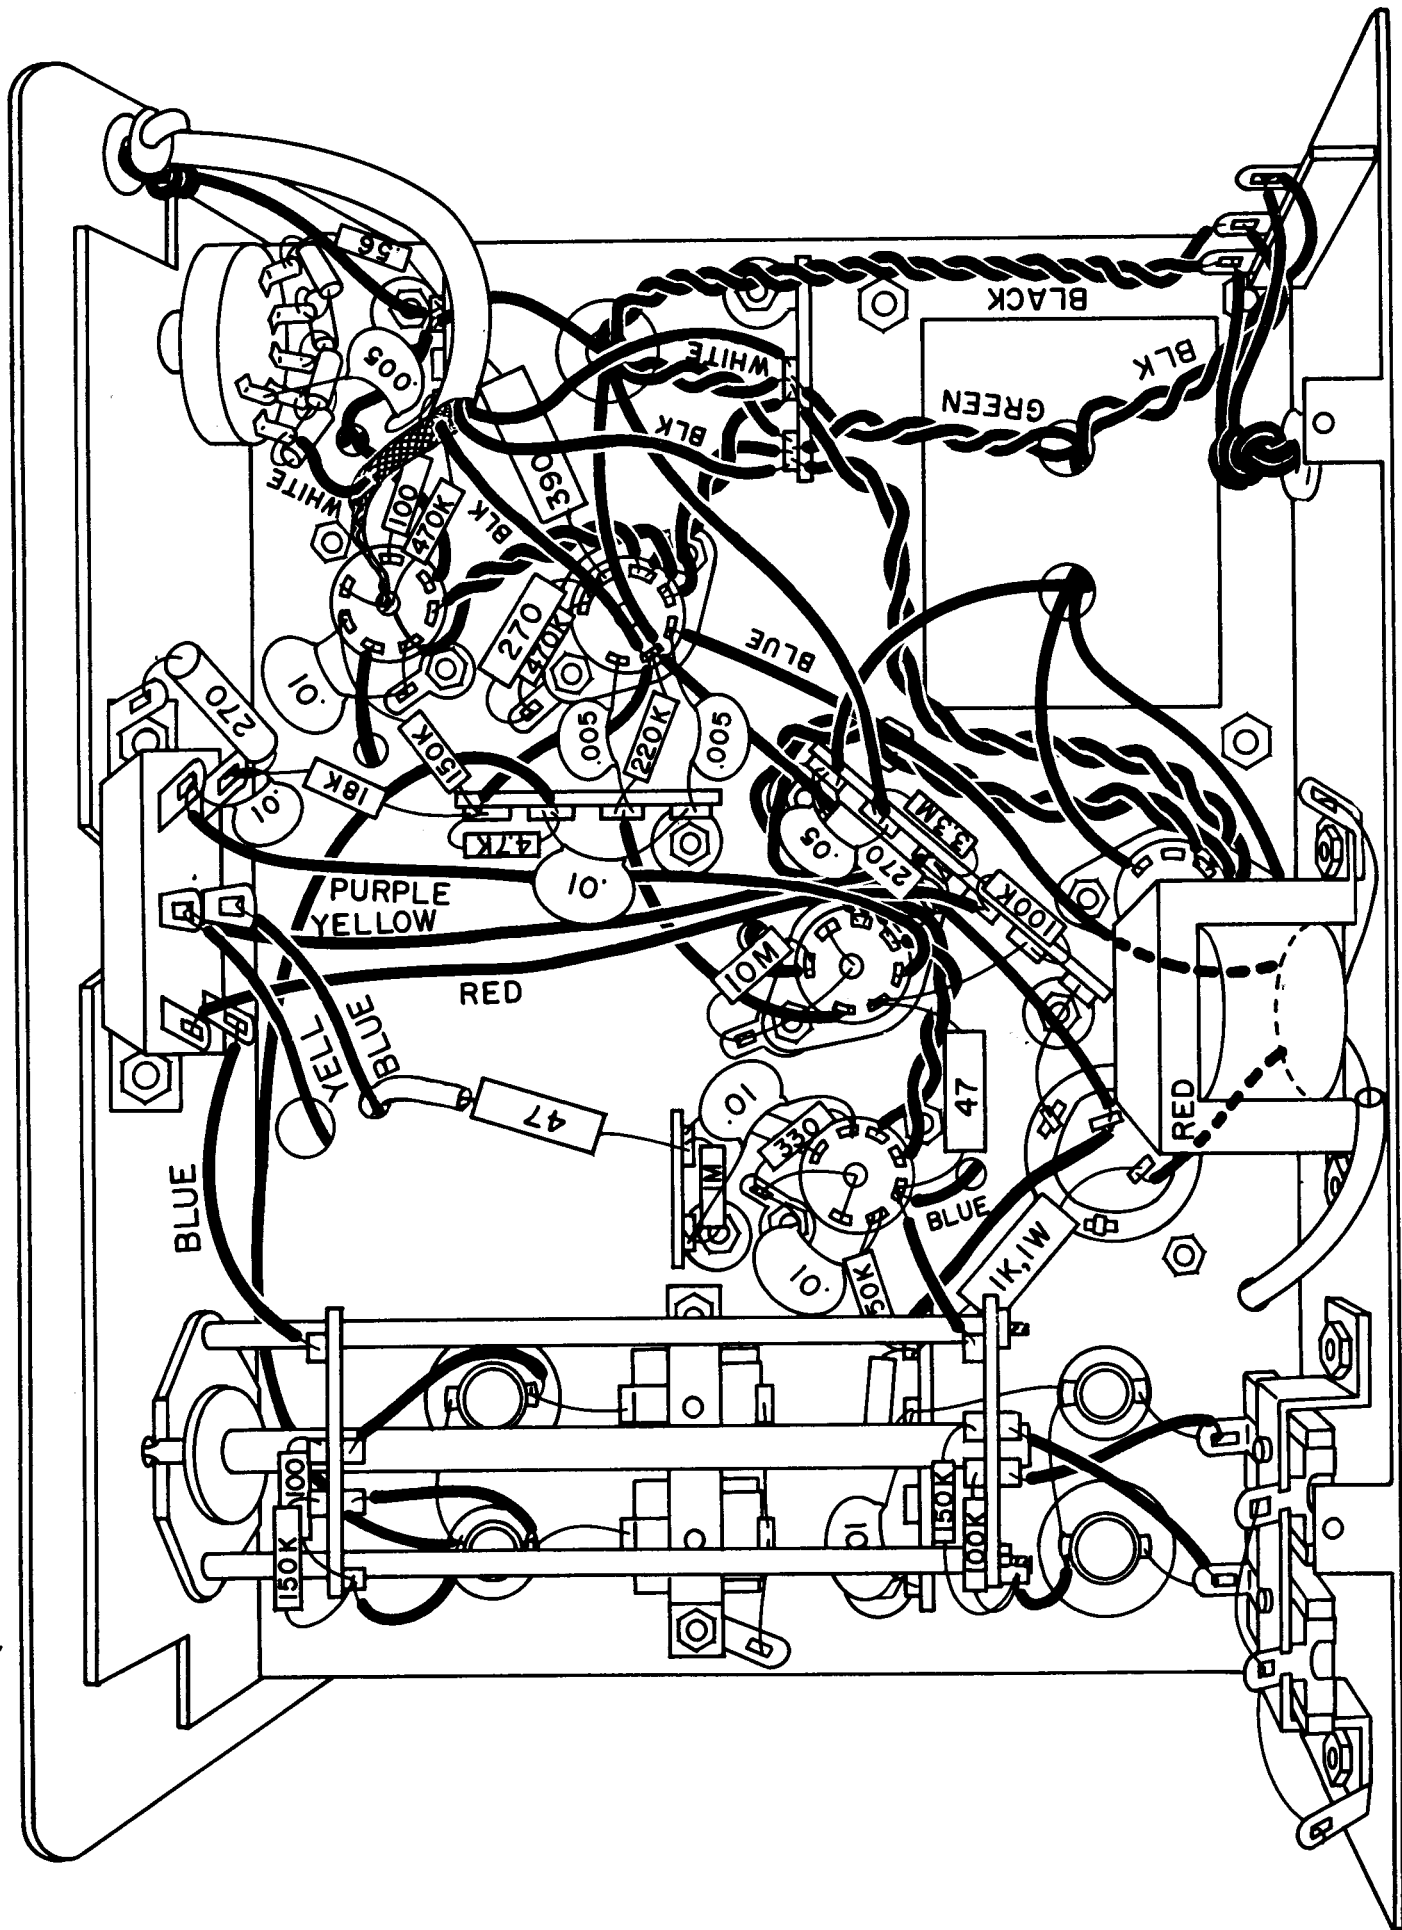 .56
.005
BLACK
WHITE
BLK
GREEN
BLK
390
WHITE
100
470K
BLK
270
470K
BLUE
.01
270
150K
.005
220K
.005
18K
.01
4.7K
.05
3.3M
270
.01
100K
PURPLE
YELLOW
10M
RED
YELL
BLUE
47
.01
330
47
RED
1M
BLUE
BLUE
.01
1K,1W
100
150K
150K
100K